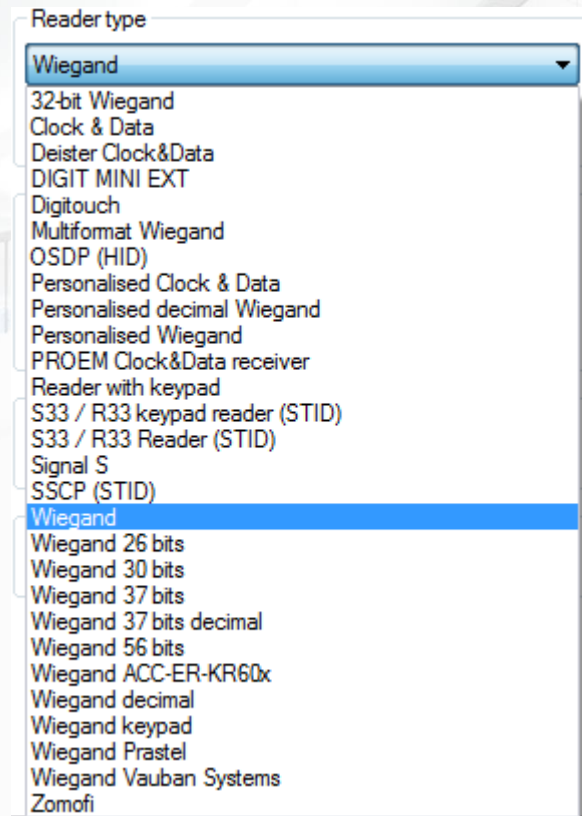 Reader type
Wiegand
32-bit Wiegand
Clock & Data
Deister Clock&Data
DIGIT MINI EXT
Digitouch
Multiformat Wiegand
OSDP (HID)
Personalised Clock & Data
Personalised decimal Wiegand
Personalised Wiegand
PROEM Clock&Data receiver
Reader with keypad
S33 / R33 keypad reader (STID)
S33 / R33 Reader (STID)
Signal S
SSCP (STID)
Wiegand
Wiegand 26 bits
Wiegand 30 bits
Wiegand 37 bits
Wiegand 37 bits decimal
Wiegand 56 bits
Wiegand ACC-ER-KR60x
Wiegand decimal
Wiegand keypad
Wiegand Prastel
Wiegand Vauban Systems
Zomofi